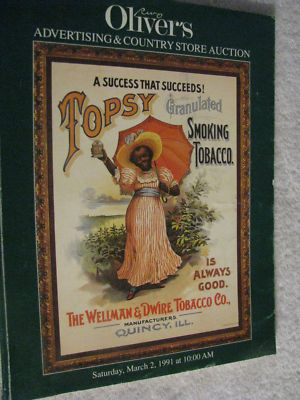 Oliver's
ADVERTISING & COUNTRY STORE AUCTION
A SUCCESS THAT SUCCEEDS!
TOPSY Granulated
SMOKING
TOBACCO.
IS
ALWAYS
GOOD.
THE WELLMAN & DWIRE TOBACCO CO.,
MANUFACTURERS
QUINCY, ILL.
Saturday, March 2, 1991 at 10:00 AM